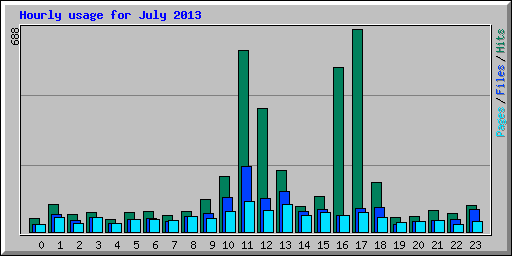 Hourly usage for July 2013
688
Pages / Files / Hits
0 1 2 3 4 5 6 7 8 9 10 11 12 13 14 15 16 17 18 19 20 21 22 23